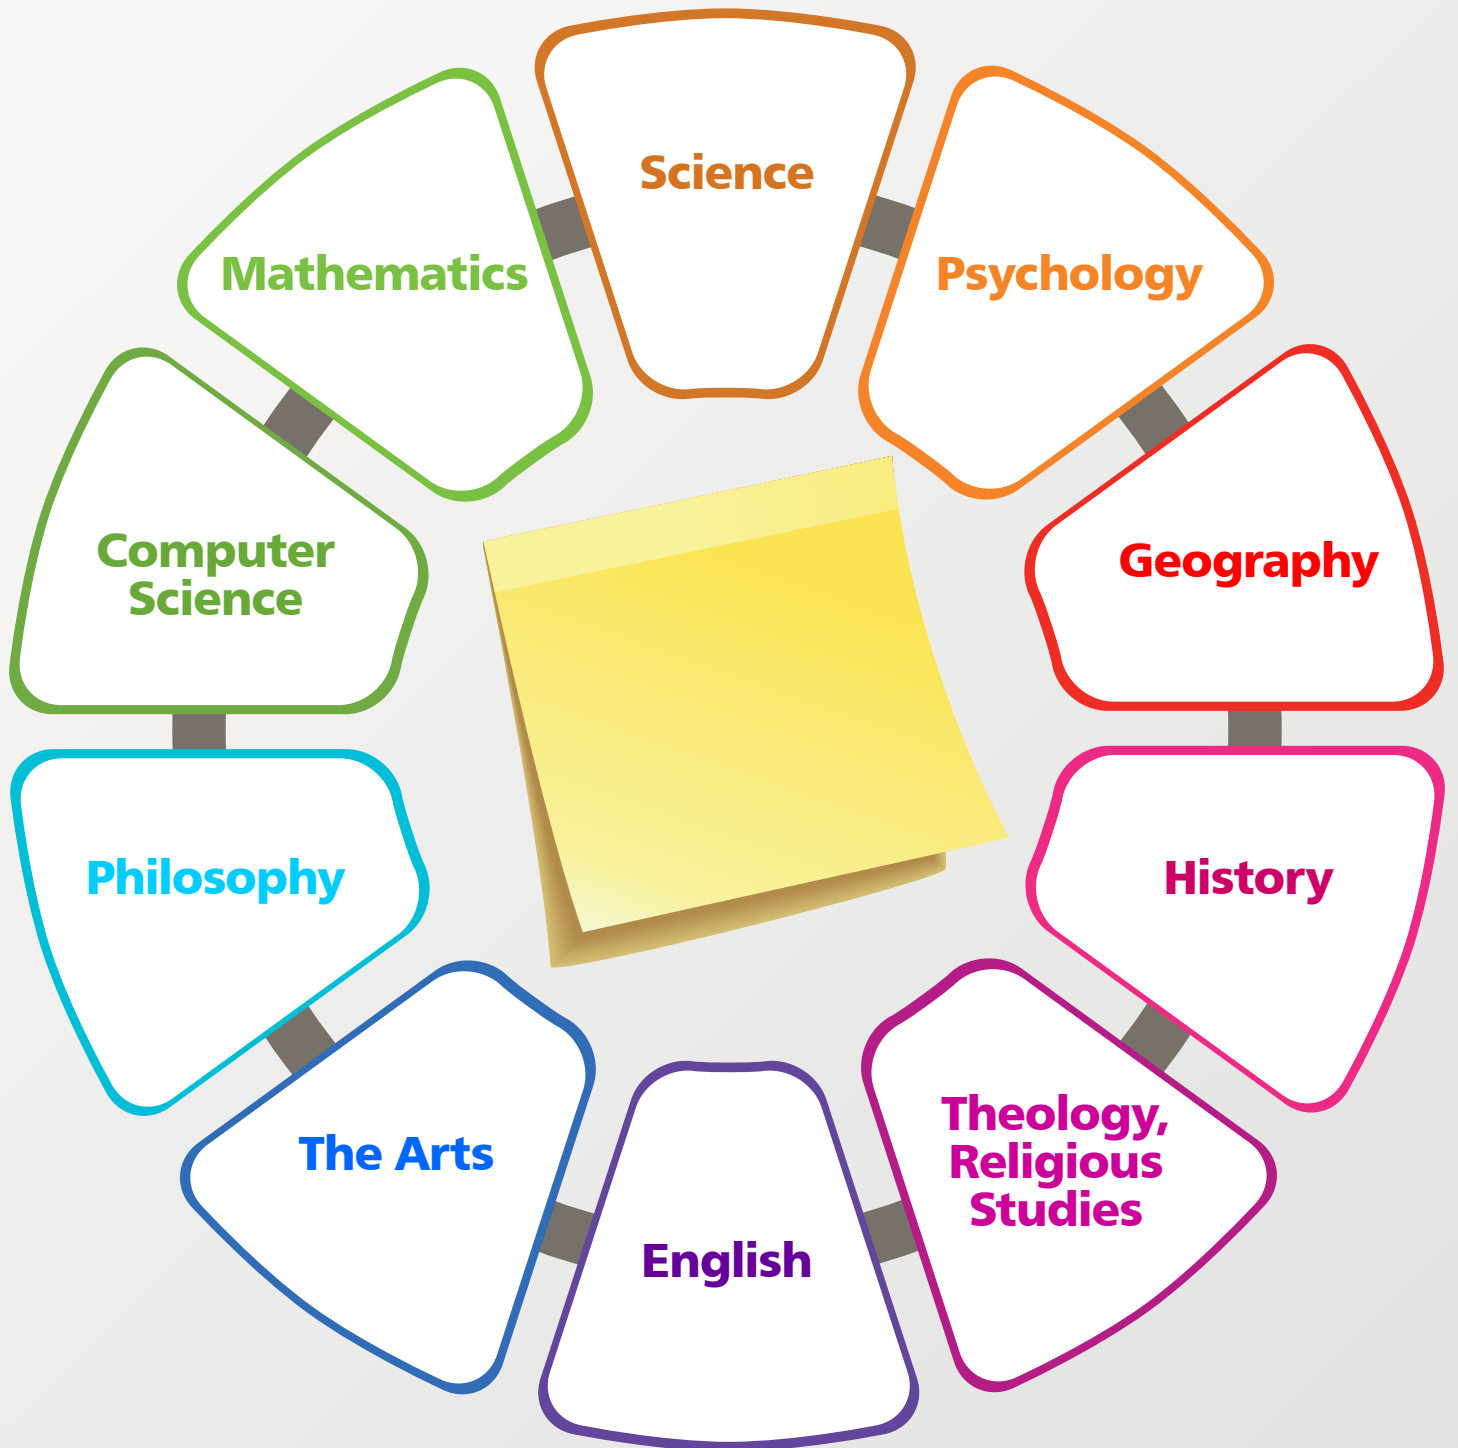 Science
Psychology
Geography
History
Theology,
Religious
Studies
English
The Arts
Philosophy
Computer
Science
Mathematics